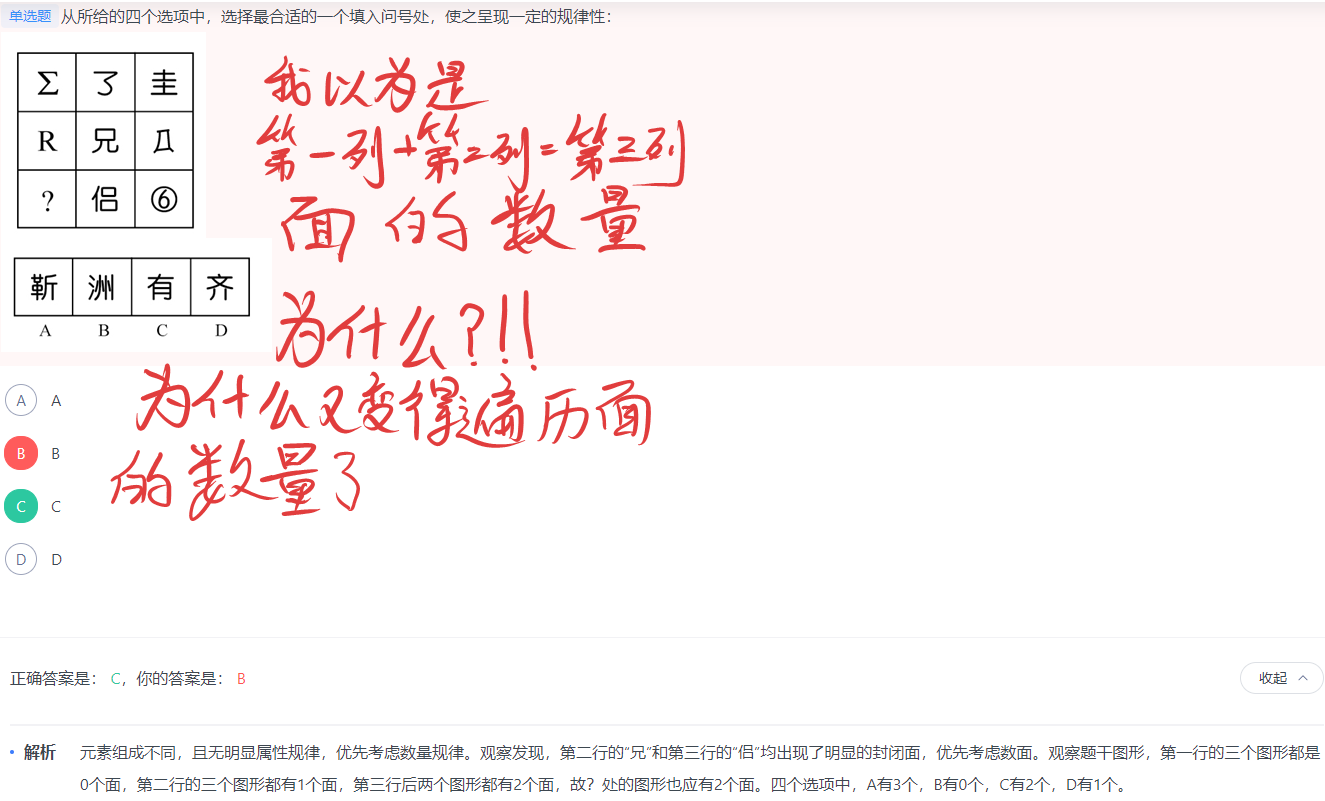 单选题 从所给的四个选项中，选择最合适的一个填入问号处，使之呈现一定的规律性：
Σ 了 圭
R 兄 瓜
? 侣 ⑥
靳 洲 有 齐
A B C D
我以为是
第一列+第二列=第三列
面的数量
为什么?!!
为什么又变得遍历面
的数量了
A A
B B
C C
D D
正确答案是： C，你的答案是： B
收起
解析 元素组成不同，且无明显属性规律，优先考虑数量规律。观察发现，第二行的“兄”和第三行的“侣”均出现了明显的封闭面，优先考虑数面。观察题干图形，第一行的三个图形都是
0个面，第二行的三个图形都有1个面，第三行后两个图形都有2个面，故？处的图形也应有2个面。四个选项中，A有3个，B有0个，C有2个，D有1个。